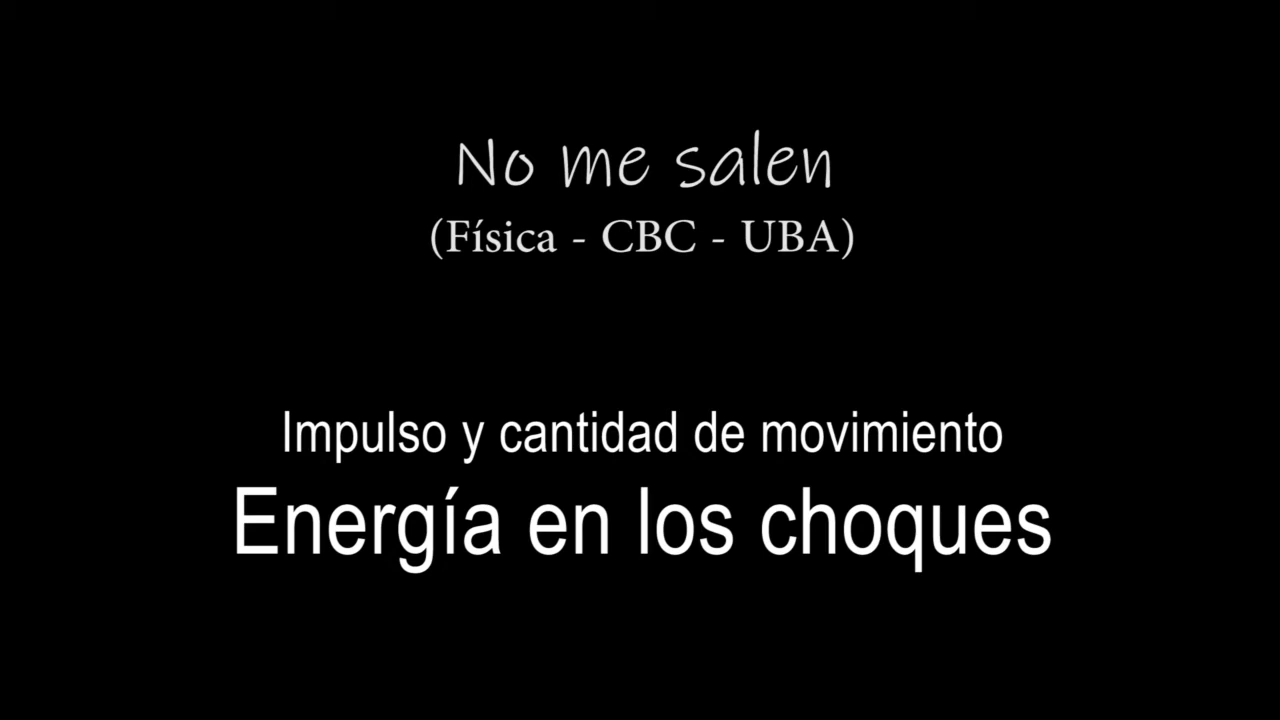 No me salen
(Física - CBC - UBA)
Impulso y cantidad de movimiento
Energía en los choques